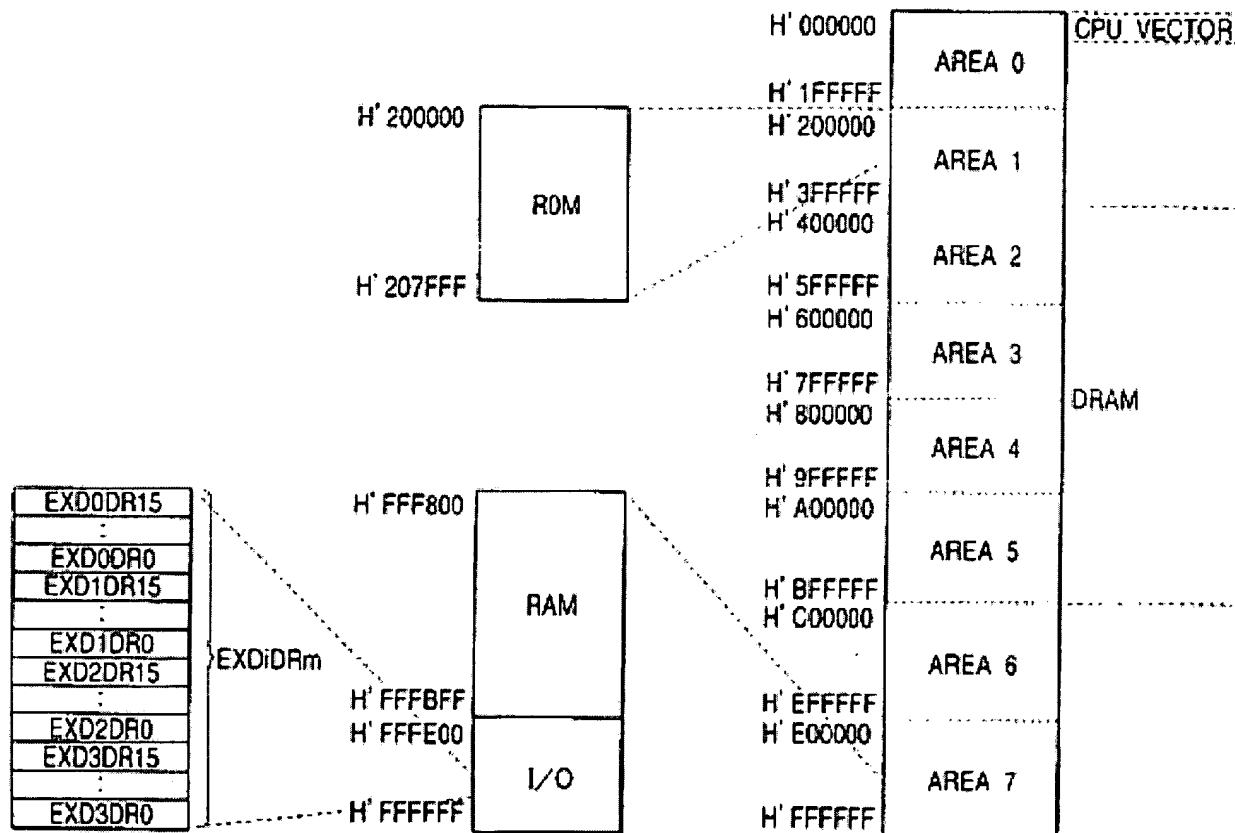 EXD0DR15
:
EXD0DR0
EXD1DR15
:
EXD1DR0
EXD2DR15
:
EXD2DR0
EXD3DR15
:
EXD3DR0
EXDiDRm
H' 200000
ROM
H' 207FFF
H' FFF800
RAM
H' FFFBFF
H' FFFE00
I/O
H' FFFFFF
H' 000000
AREA 0
CPU VECTOR
H' 1FFFFF
H' 200000
AREA 1
H' 3FFFFF
H' 400000
AREA 2
H' 5FFFFF
H' 600000
AREA 3
H' 7FFFFF
H' 800000
DRAM
AREA 4
H' 9FFFFF
H' A00000
AREA 5
H' BFFFFF
H' C00000
AREA 6
H' EFFFFF
H' E00000
AREA 7
H' FFFFFF